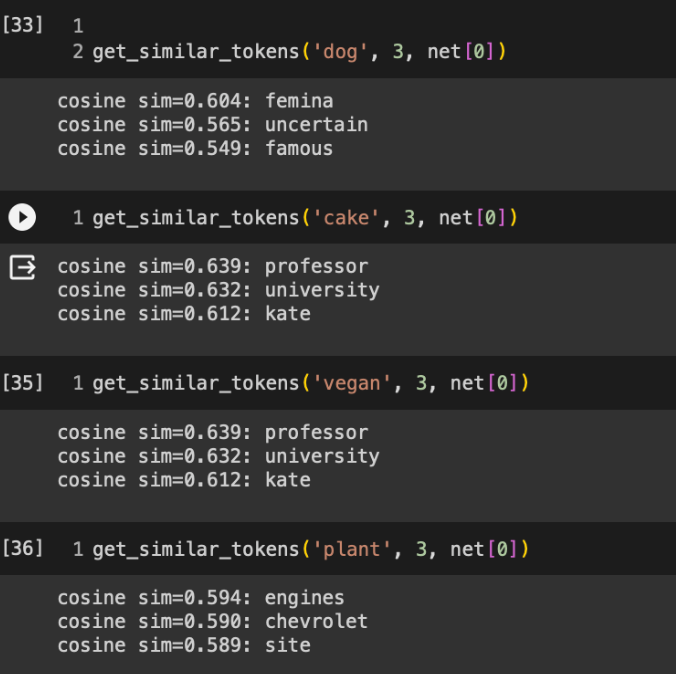 [33] 1
2 get_similar_tokens('dog', 3, net[0])
cosine sim=0.604: femina
cosine sim=0.565: uncertain
cosine sim=0.549: famous
1 get_similar_tokens('cake', 3, net[0])
cosine sim=0.639: professor
cosine sim=0.632: university
cosine sim=0.612: kate
[35] 1 get_similar_tokens('vegan', 3, net[0])
cosine sim=0.639: professor
cosine sim=0.632: university
cosine sim=0.612: kate
[36] 1 get_similar_tokens('plant', 3, net[0])
cosine sim=0.594: engines
cosine sim=0.590: chevrolet
cosine sim=0.589: site